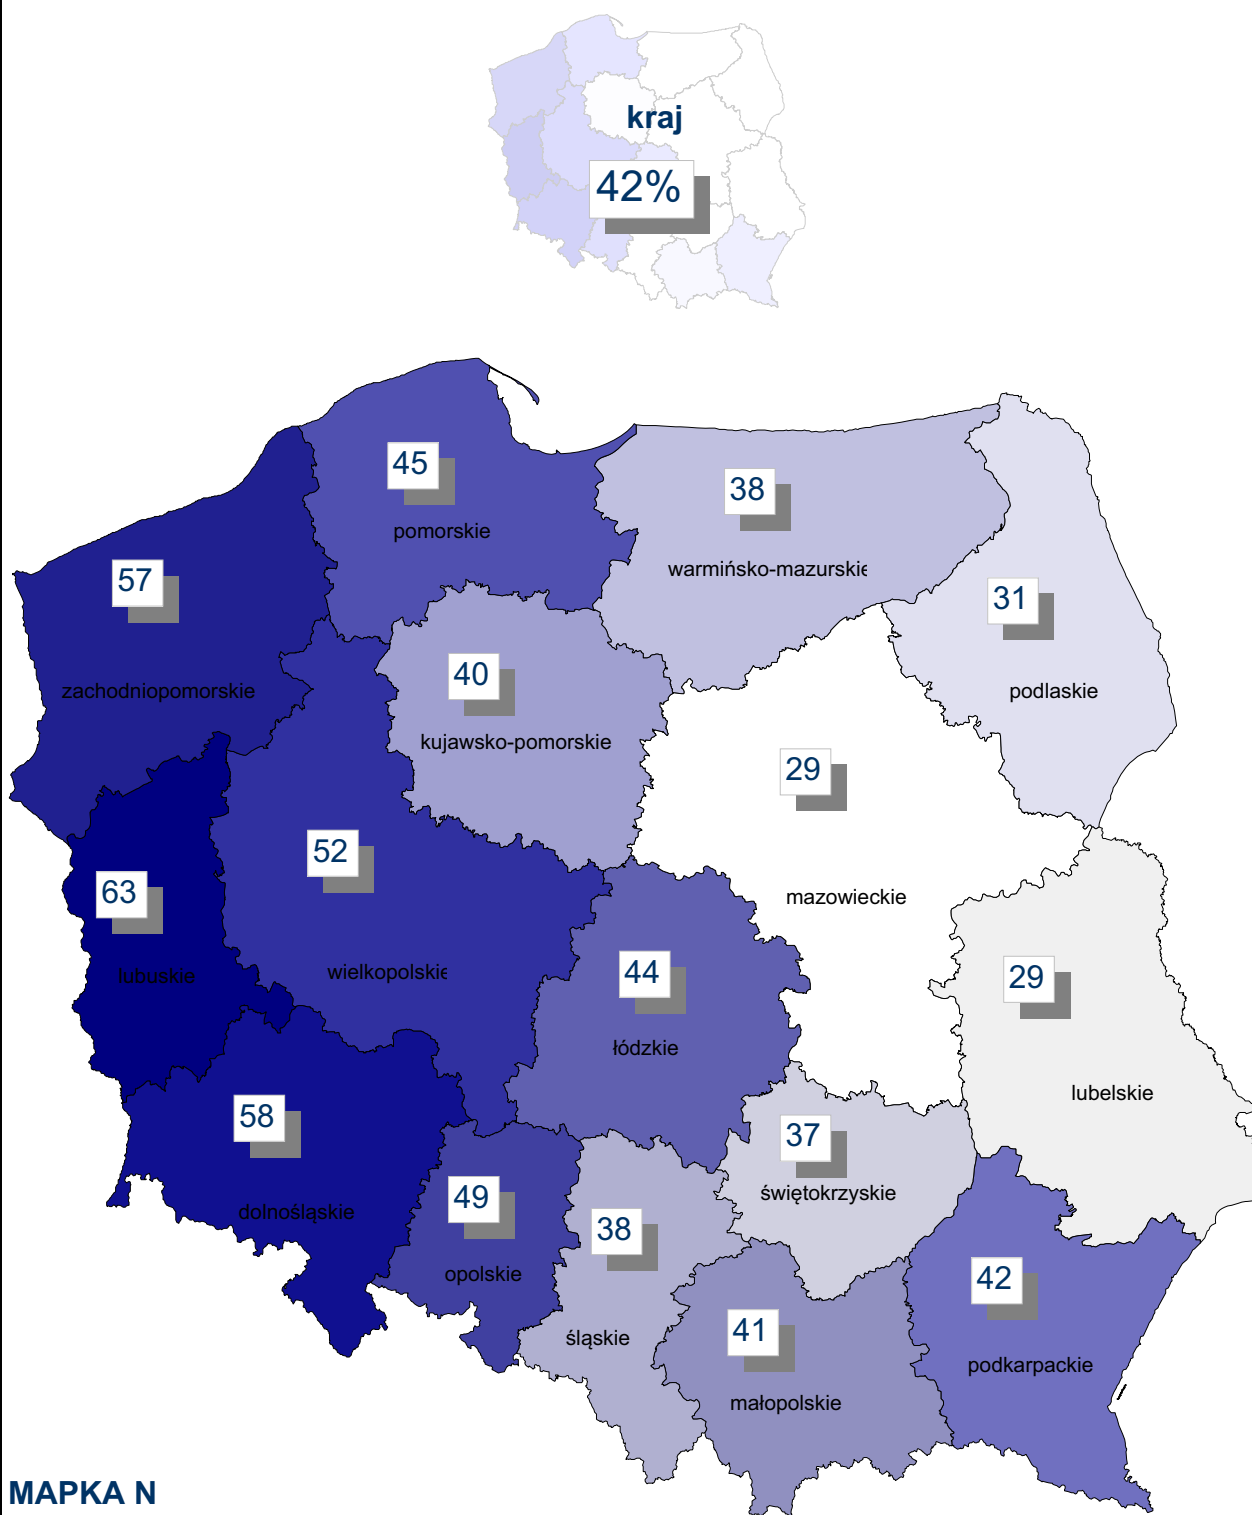 kraj
42%
45
pomorskie
38
warmińsko-mazurskie
57
zachodniopomorskie
31
podlaskie
40
kujawsko-pomorskie
29
mazowieckie
52
wielkopolskie
63
lubuskie
44
łódzkie
29
lubelskie
58
dolnośląskie
37
świętokrzyskie
49
opolskie
38
śląskie
42
podkarpackie
41
małopolskie
MAPKA N